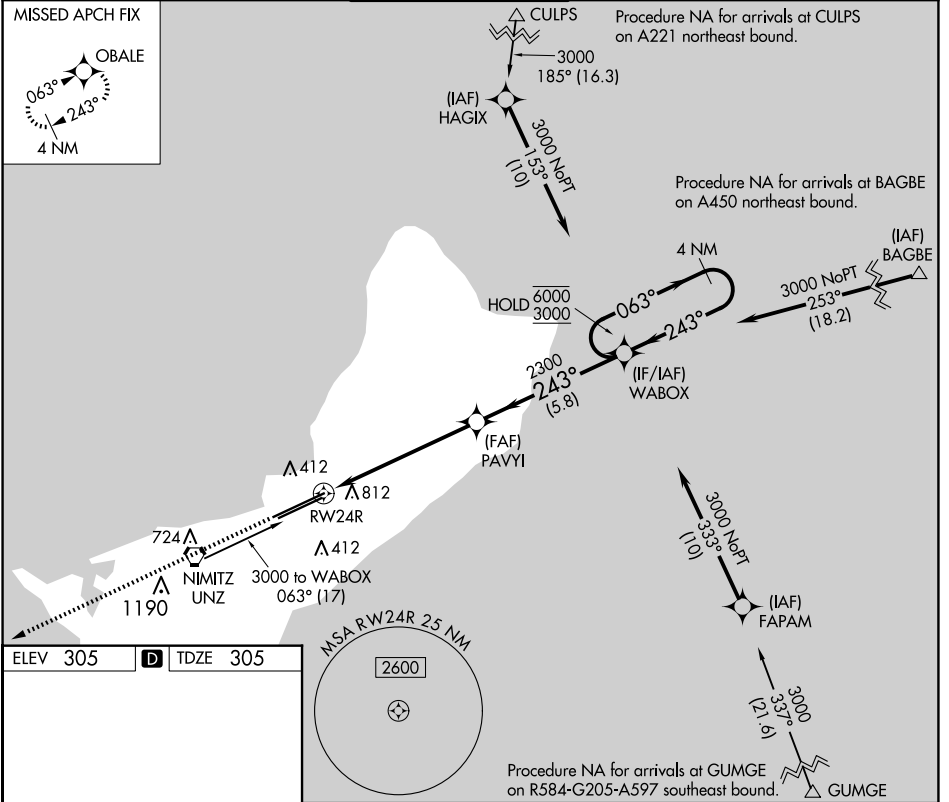 MISSED APCH FIX
OBALE
063°
243°
4 NM
CULPS
Procedure NA for arrivals at CULPS
on A221 northeast bound.
3000
185° (16.3)
(IAF)
HAGIX
3000 NoPT
153°
(10)
Procedure NA for arrivals at BAGBE
on A450 northeast bound.
(IAF)
BAGBE
4 NM
3000 NoPT
253°
(18.2)
HOLD
6000
3000
063°
243°
(IF/IAF)
WABOX
2300
243°
(5.8)
(FAF)
PAVYI
412
812
RW24R
724
412
NIMITZ
UNZ
3000 to WABOX
063° (17)
1190
3000 NoPT
333°
(10)
(IAF)
FAPAM
ELEV 305
D
TDZE 305
MSA RW24R 25 NM
2600
3000
337°
(21.6)
Procedure NA for arrivals at GUMGE
on R584-G205-A597 southeast bound.
GUMGE